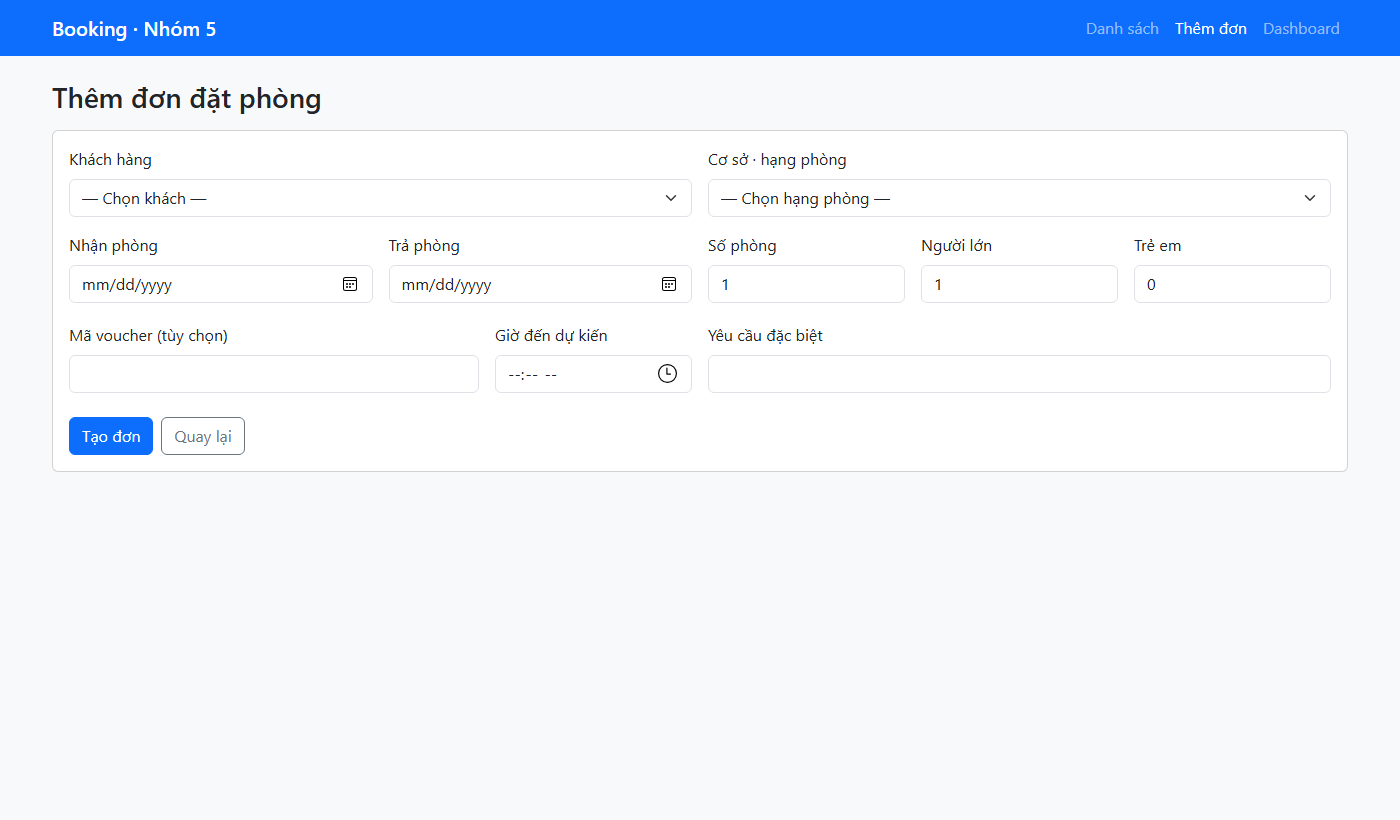 Booking · Nhóm 5
Danh sách Thêm đơn Dashboard
Thêm đơn đặt phòng
Khách hàng Cơ sở · hạng phòng
— Chọn khách — — Chọn hạng phòng —
Nhận phòng Trả phòng Số phòng Người lớn Trẻ em
mm/dd/yyyy mm/dd/yyyy 1 1 0
Mã voucher (tùy chọn) Giờ đến dự kiến Yêu cầu đặc biệt
--:-- --
Tạo đơn Quay lại